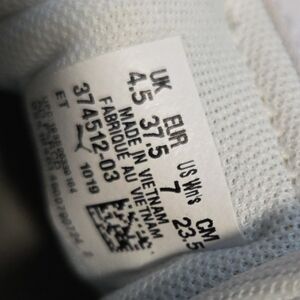 UK EUR US Wn's CM
4.5 37.5 7 23.5
MADE IN VIETNAM
FABRIQUE AU VIETNAM
374512-03
1019
ET